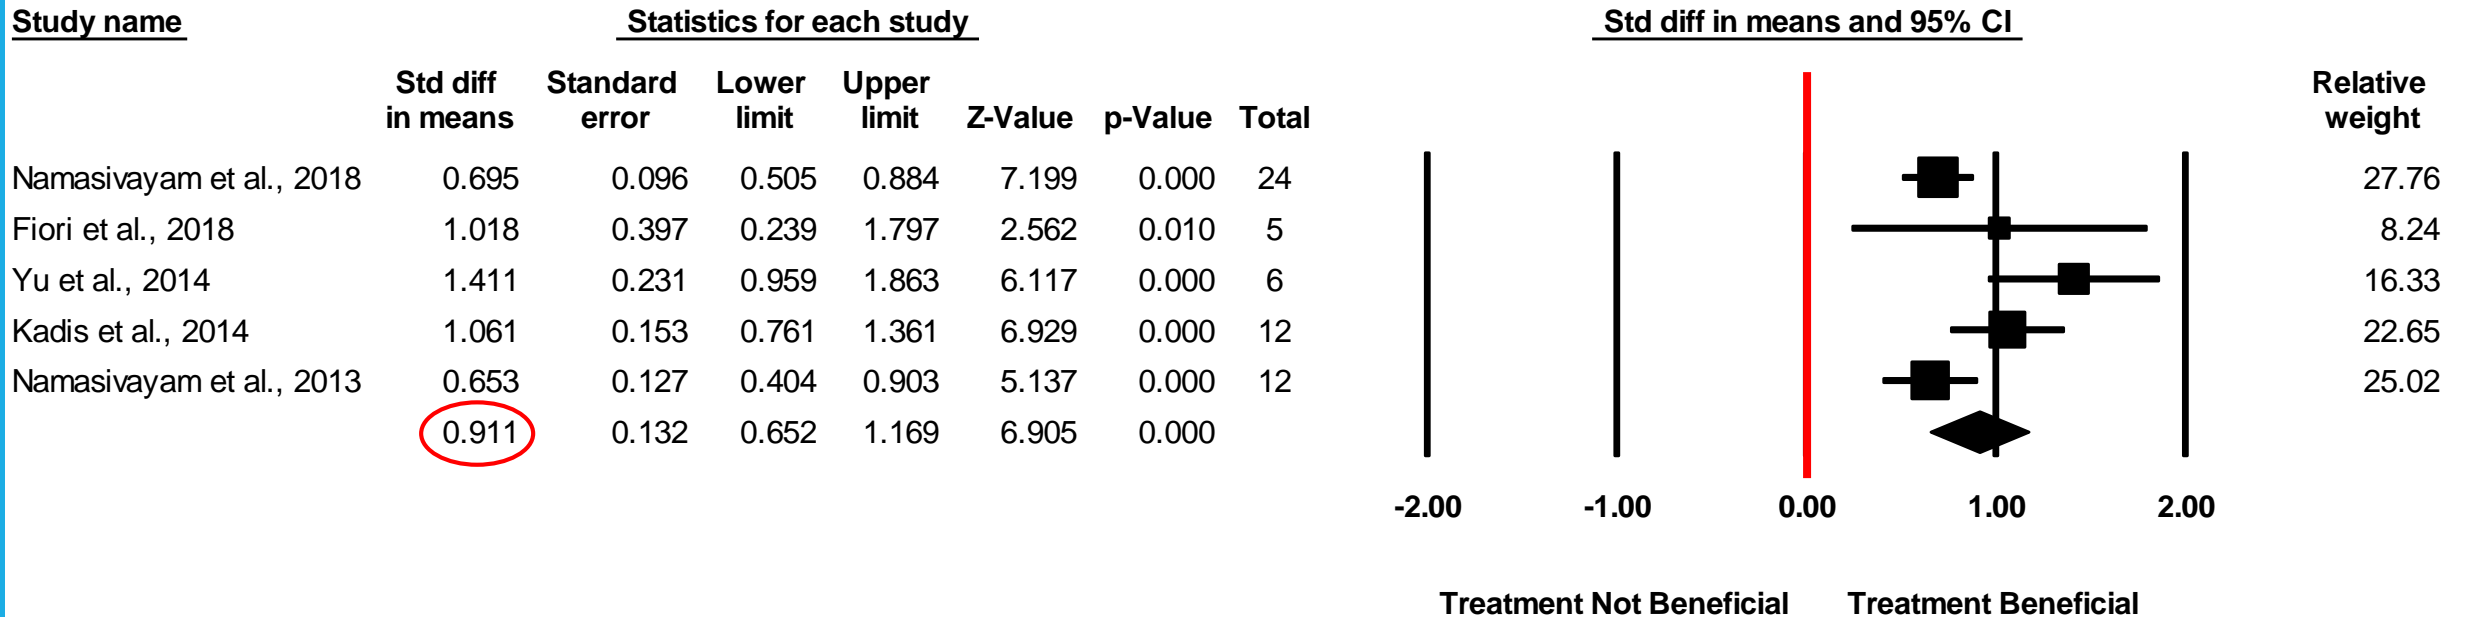 Study name Statistics for each study Std diff in means and 95% CI
Std diff Standard Lower Upper Relative
in means error limit limit Z-Value p-Value Total weight
Namasivayam et al., 2018 0.695 0.096 0.505 0.884 7.199 0.000 24 27.76
Fiori et al., 2018 1.018 0.397 0.239 1.797 2.562 0.010 5 8.24
Yu et al., 2014 1.411 0.231 0.959 1.863 6.117 0.000 6 16.33
Kadis et al., 2014 1.061 0.153 0.761 1.361 6.929 0.000 12 22.65
Namasivayam et al., 2013 0.653 0.127 0.404 0.903 5.137 0.000 12 25.02
0.911 0.132 0.652 1.169 6.905 0.000
-2.00 -1.00 0.00 1.00 2.00
Treatment Not Beneficial Treatment Beneficial